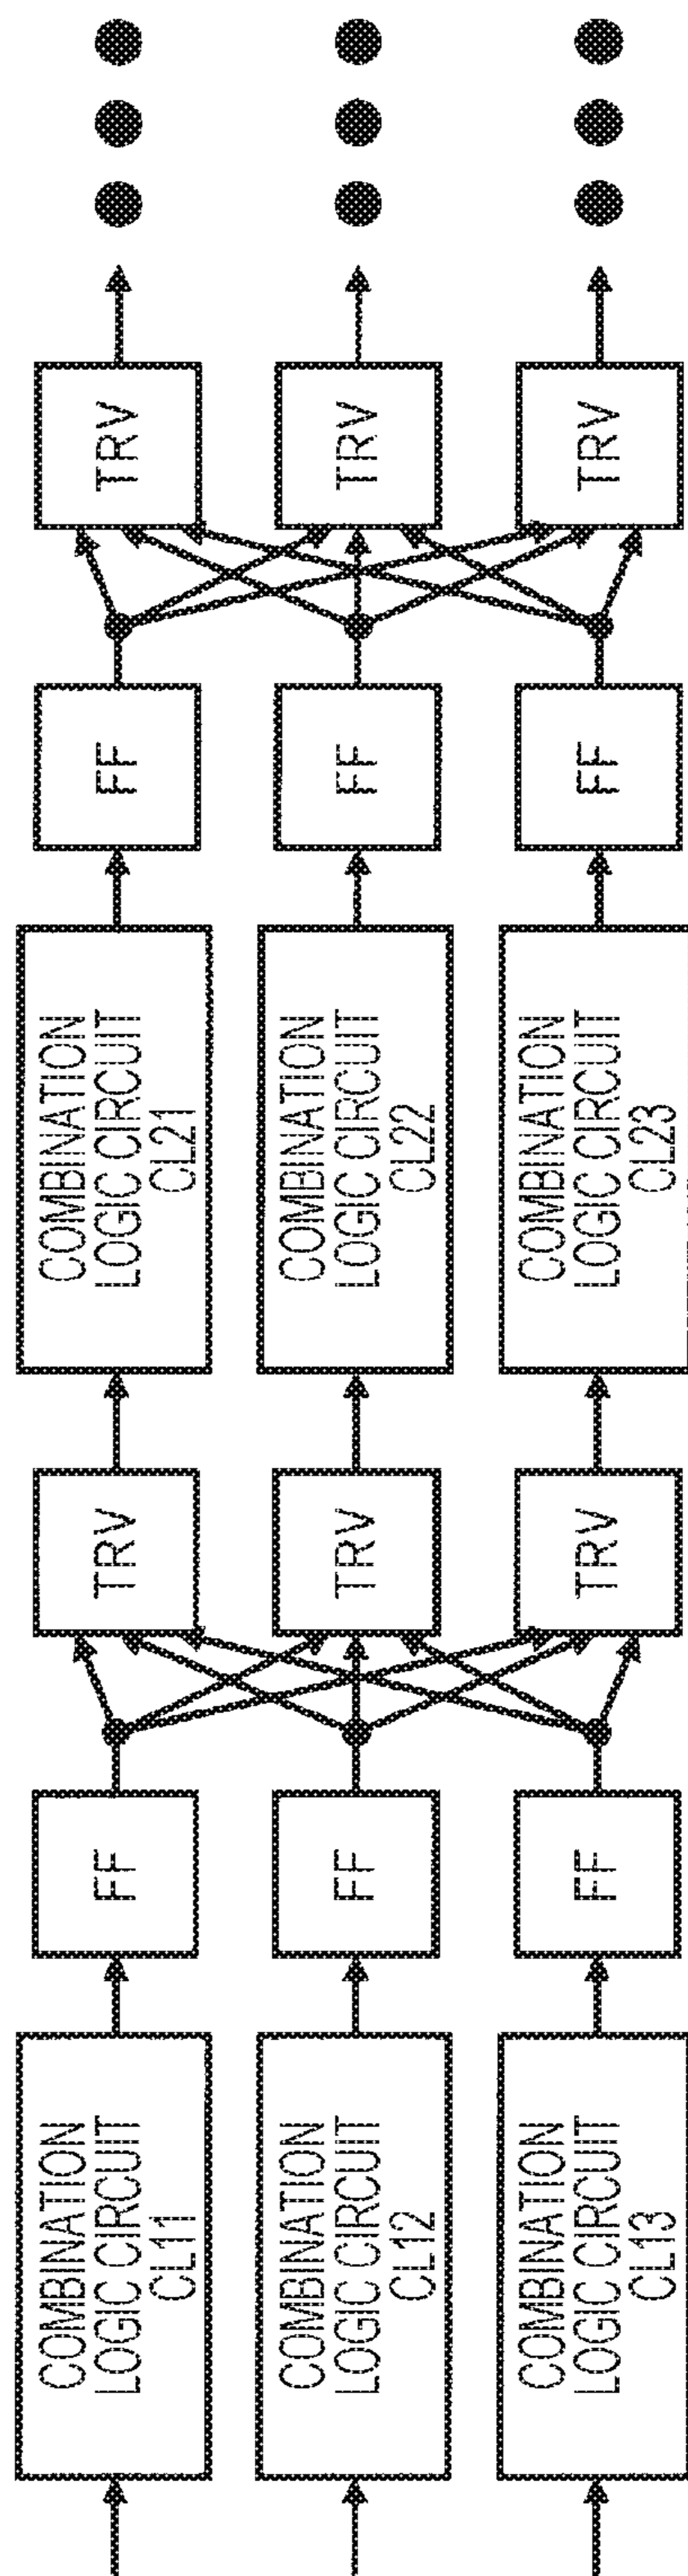 COMBINATION
LOGIC CIRCUIT
CL11
FF
TRV
COMBINATION
LOGIC CIRCUIT
CL21
FF
TRV
COMBINATION
LOGIC CIRCUIT
CL12
FF
TRV
COMBINATION
LOGIC CIRCUIT
CL22
FF
TRV
COMBINATION
LOGIC CIRCUIT
CL13
FF
TRV
COMBINATION
LOGIC CIRCUIT
CL23
FF
TRV